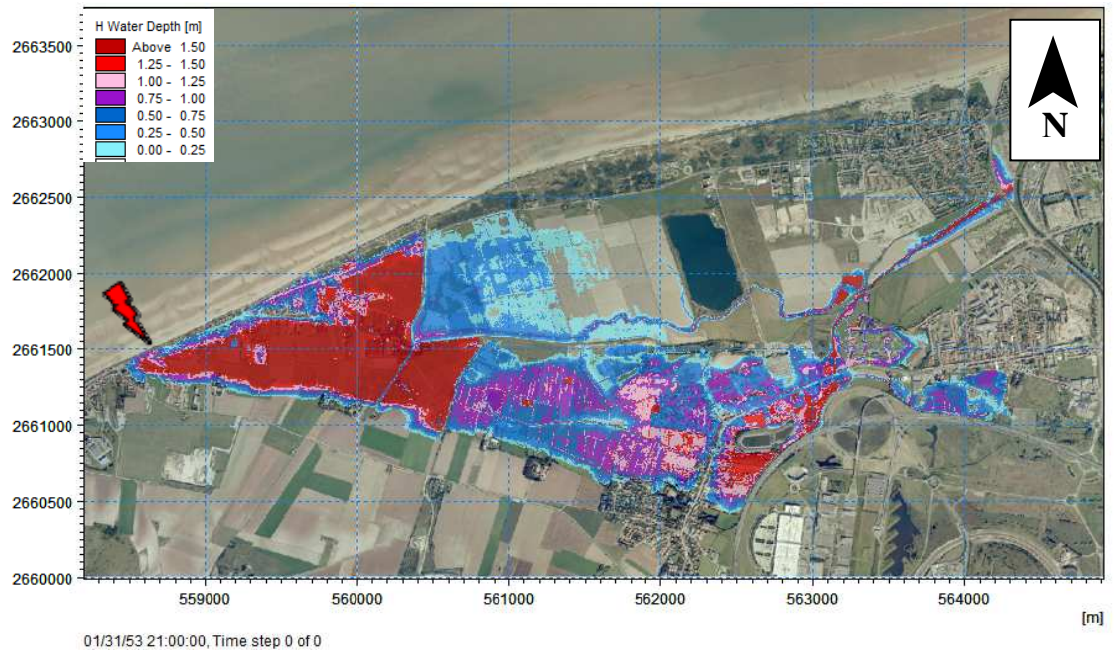 H Water Depth [m]
Above 1.50
1.25 - 1.50
1.00 - 1.25
0.75 - 1.00
0.50 - 0.75
0.25 - 0.50
0.00 - 0.25
N
2663500
2663000
2662500
2662000
2661500
2661000
2660500
2660000
559000 560000 561000 562000 563000 564000
[m]
01/31/53 21:00:00, Time step 0 of 0